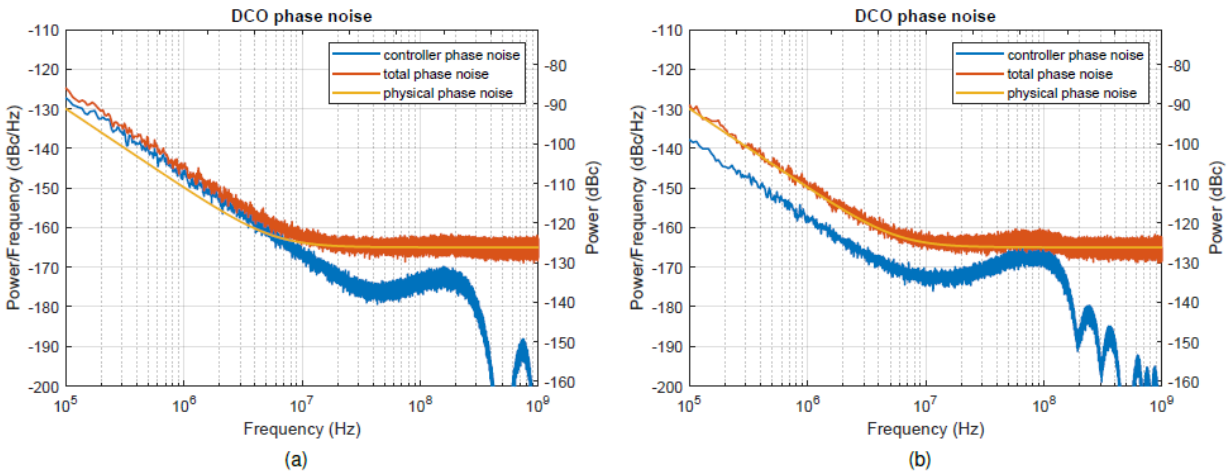 DCO phase noise
-110
-120
-130
-140
-150
-160
-170
-180
-190
-200
Power/Frequency (dBc/Hz)
controller phase noise
total phase noise
physical phase noise
-80
-90
-100
-110
-120
-130
-140
-150
-160
Power (dBc)
10^5 10^6 10^7 10^8 10^9
Frequency (Hz)
(a)
DCO phase noise
-110
-120
-130
-140
-150
-160
-170
-180
-190
-200
Power/Frequency (dBc/Hz)
controller phase noise
total phase noise
physical phase noise
-80
-90
-100
-110
-120
-130
-140
-150
-160
Power (dBc)
10^5 10^6 10^7 10^8 10^9
Frequency (Hz)
(b)